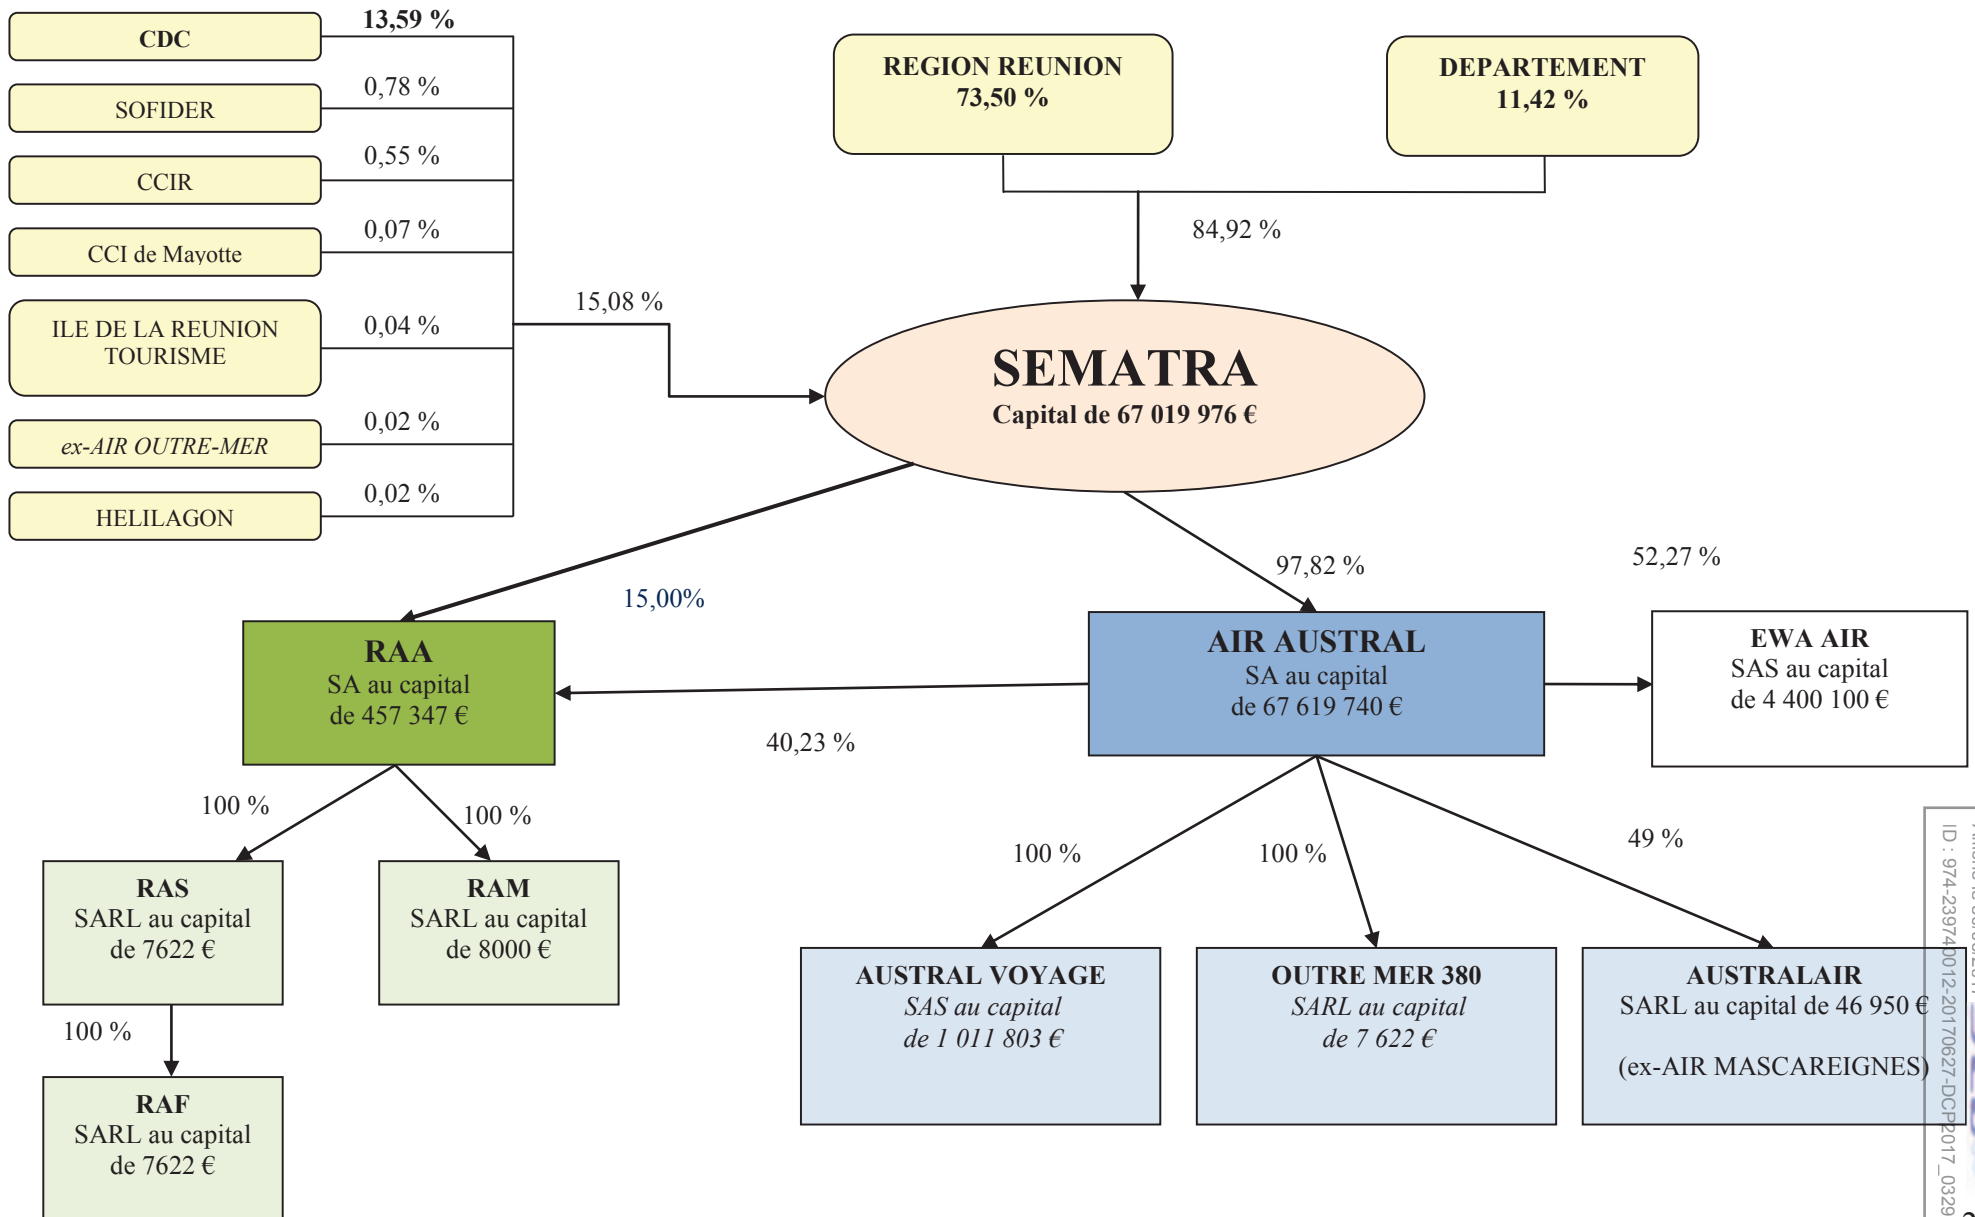 CDC
13,59 %
SOFIDER
0,78 %
CCIR
0,55 %
CCI de Mayotte
0,07 %
ILE DE LA REUNION
TOURISME
0,04 %
ex-AIR OUTRE-MER
0,02 %
HELILAGON
0,02 %
15,08 %
REGION REUNION
73,50 %
DEPARTEMENT
11,42 %
84,92 %
SEMATRA
Capital de 67 019 976 €
15,00%
97,82 %
52,27 %
RAA
SA au capital
de 457 347 €
AIR AUSTRAL
SA au capital
de 67 619 740 €
EWA AIR
SAS au capital
de 4 400 100 €
40,23 %
100 %
100 %
100 %
100 %
49 %
RAS
SARL au capital
de 7622 €
RAM
SARL au capital
de 8000 €
100 %
RAF
SARL au capital
de 7622 €
AUSTRAL VOYAGE
SAS au capital
de 1 011 803 €
OUTRE MER 380
SARL au capital
de 7 622 €
AUSTRALAIR
SARL au capital de 46 950 €
(ex-AIR MASCAREIGNES)
ID : 974-239740012-20170627-DCP2017_0329